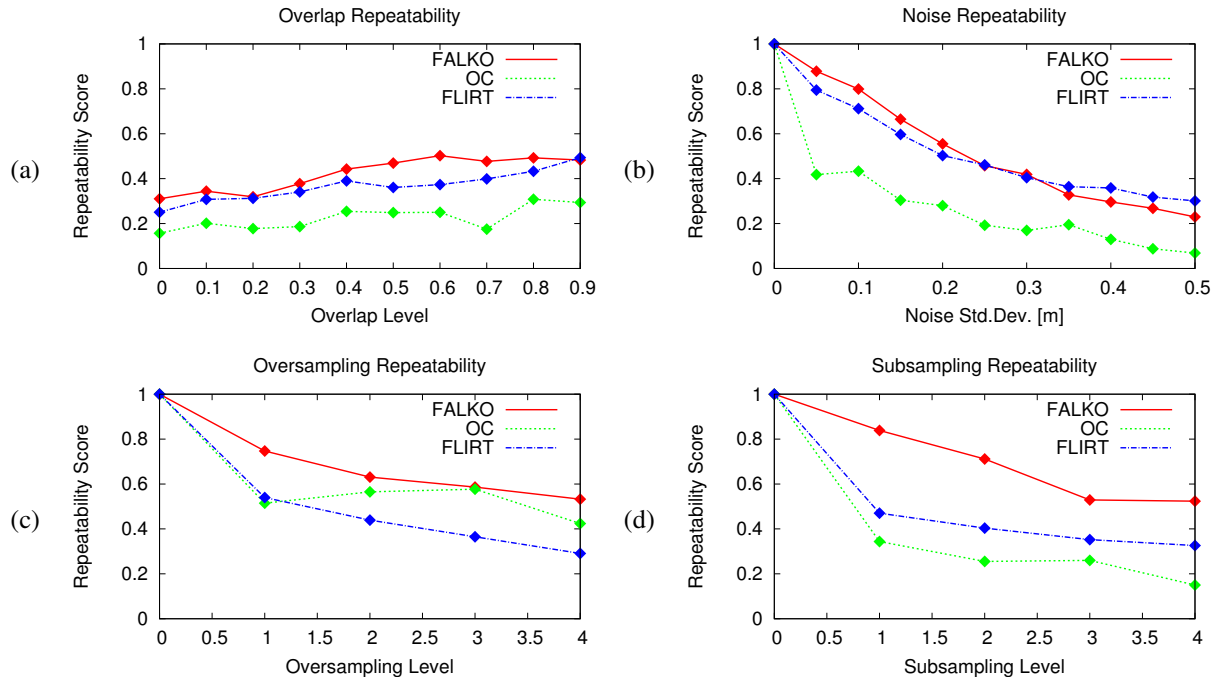 (a)
Overlap Repeatability
Repeatability Score
1
0.8
0.6
0.4
0.2
0
FALKO
OC
FLIRT
0 0.1 0.2 0.3 0.4 0.5 0.6 0.7 0.8 0.9
Overlap Level
(b)
Noise Repeatability
Repeatability Score
1
0.8
0.6
0.4
0.2
0
FALKO
OC
FLIRT
0 0.1 0.2 0.3 0.4 0.5
Noise Std.Dev. [m]
(c)
Oversampling Repeatability
Repeatability Score
1
0.8
0.6
0.4
0.2
0
FALKO
OC
FLIRT
0 0.5 1 1.5 2 2.5 3 3.5 4
Oversampling Level
(d)
Subsampling Repeatability
Repeatability Score
1
0.8
0.6
0.4
0.2
0
FALKO
OC
FLIRT
0 0.5 1 1.5 2 2.5 3 3.5 4
Subsampling Level